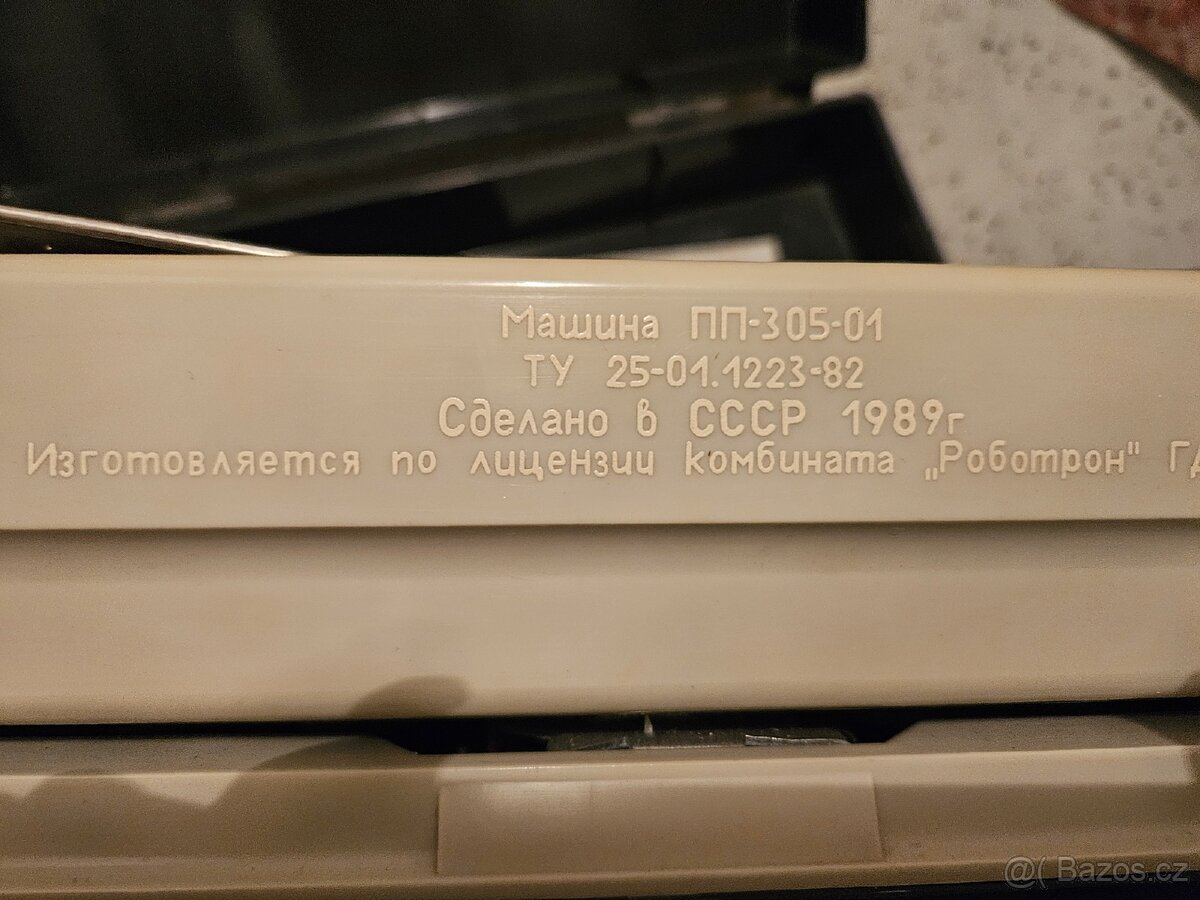 Машина ПП-305-01
ТУ 25-01.1223-82
Сделано в СССР 1989г
Изготовляется по лицензии комбината „Роботрон"
@( Bazos.cz